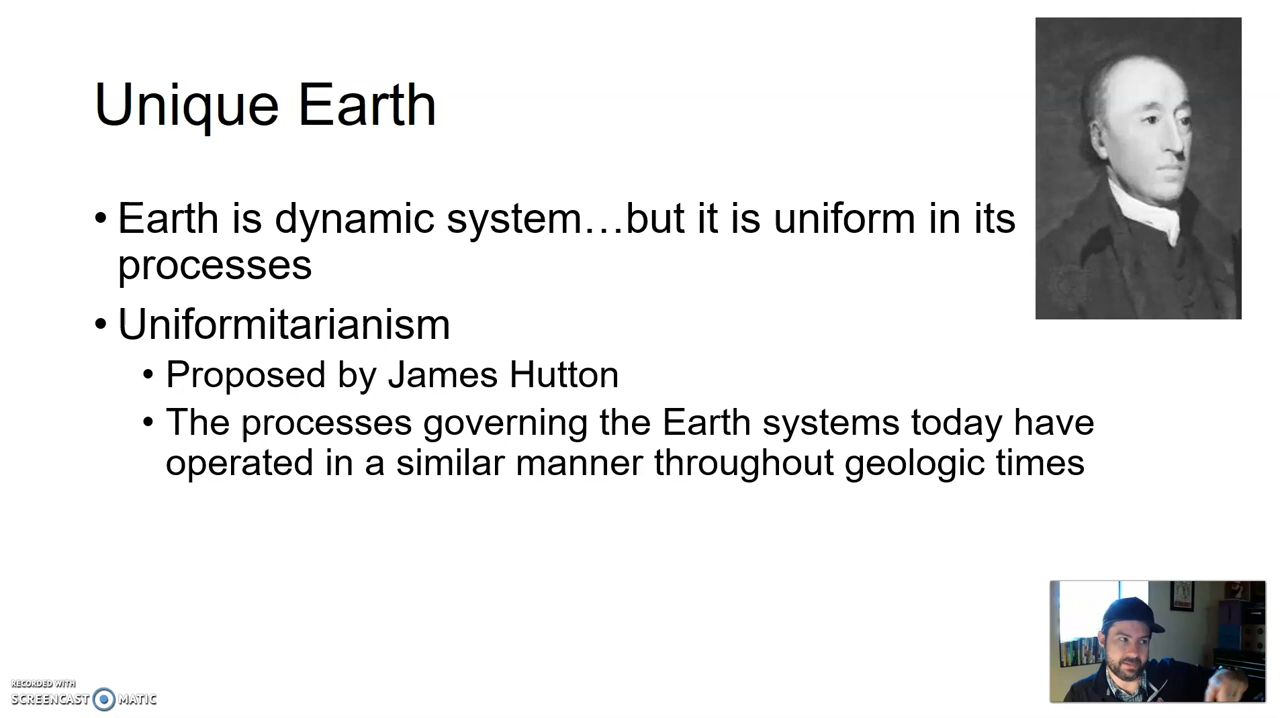 Unique Earth
• Earth is dynamic system…but it is uniform in its
processes
• Uniformitarianism
• Proposed by James Hutton
• The processes governing the Earth systems today have
operated in a similar manner throughout geologic times
RECORDED WITH
SCREENCAST MATIC